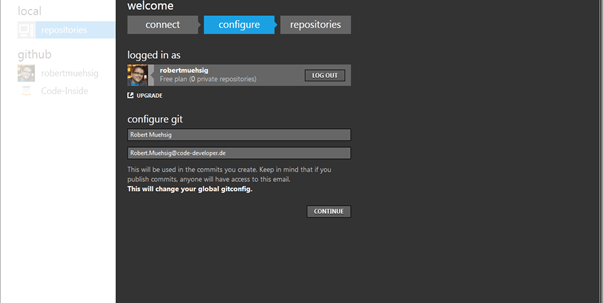 local
repositories
github
robertmuehsig
Code-Inside
welcome
connect
configure
repositories
logged in as
robertmuehsig
Free plan (0 private repositories)
LOG OUT
UPGRADE
configure git
Robert Muehsig
Robert.Muehsig@code-developer.de
This will be used in the commits you create. Keep in mind that if you
publish commits, anyone will have access to this email.
This will change your global gitconfig.
CONTINUE